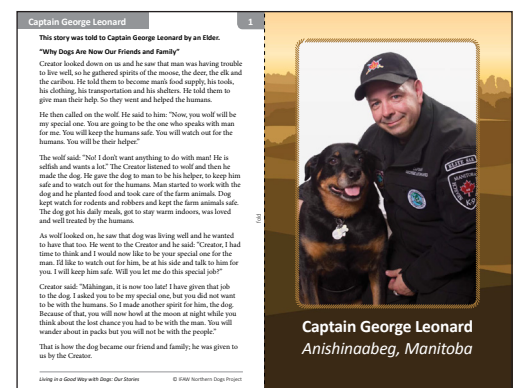 Captain George Leonard 1
This story was told to Captain George Leonard by an Elder.
"Why Dogs Are Now Our Friends and Family"
Creator looked down on us and he saw that man was having trouble
to live well, so he gathered spirits of the moose, the deer, the elk and
the caribou. He told them to become man's food supply, his tools,
his clothing, his transportation and his shelters. He told them to
give man their help. So they went and helped the humans.
He then called on the wolf. He said to him: "Now, you wolf will be
my special one. You are going to be the one who speaks with man
for me. You will keep the humans safe. You will watch out for the
humans. You will be their helper."
The wolf said: "No! I don't want anything to do with man! He is
selfish and wants a lot." The Creator listened to wolf and then he
made the dog. He gave the dog to man to be his helper, to keep him
safe and to watch out for the humans. Man started to work with the
dog and he planted food and took care of the farm animals. Dog
kept watch for rodents and robbers and kept the farm animals safe.
The dog got his daily meals, got to stay warm indoors, was loved
and well treated by the humans.
As wolf looked on, he saw that dog was living well and he wanted
to have that too. He went to the Creator and he said: "Creator, I had
time to think and I would now like to be your special one for the
man. I'd like to watch out for him, be at his side and talk to him for
you. I will keep him safe. Will you let me do this special job?"
Creator said: "Màhingan, it is now too late! I have given that job
to the dog. I asked you to be my special one, but you did not want
to be with the humans. So I made another spirit for him, the dog.
Because of that, you will now howl at the moon at night while you
think about the lost chance you had to be with the man. You will
wander about in packs but you will not be with the people."
That is how the dog became our friend and family; he was given to
us by the Creator.
Living in a Good Way with Dogs: Our Stories © IFAW Northern Dogs Project
fold
ELITE K9
MANITOBA
K9
Captain George Leonard
Anishinaabeg, Manitoba